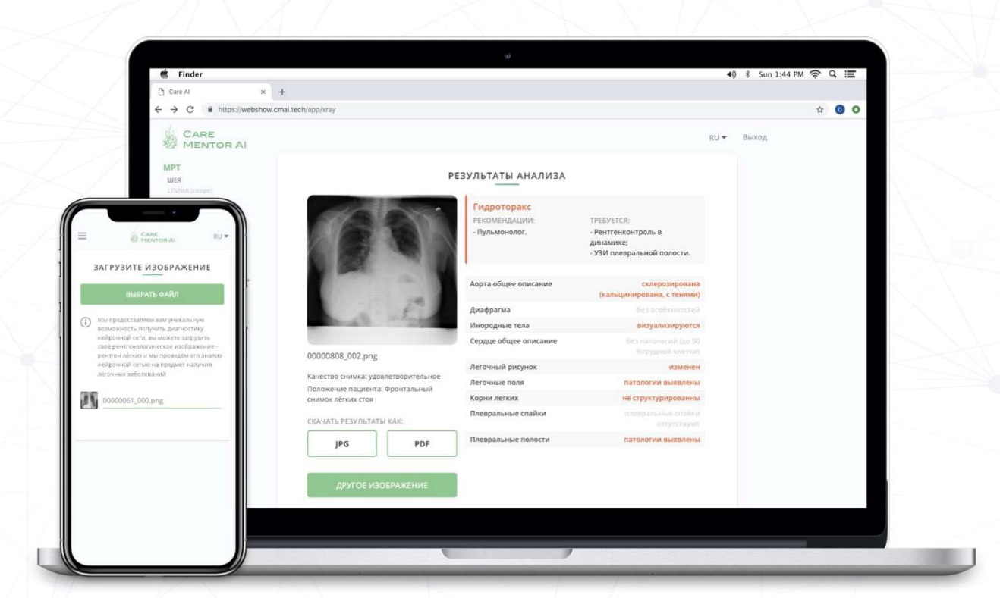 Finder
Sun 1:44 PM
Care AI
https://webshow.cmai.tech/app/xray
CARE
MENTOR AI
RU
Выход
МРТ
ШЕЯ
СПИНА (скоро)
РЕЗУЛЬТАТЫ АНАЛИЗА
Гидроторакс
РЕКОМЕНДАЦИИ:
- Пульмонолог.
ТРЕБУЕТСЯ:
- Рентгенконтроль в
динамике;
- УЗИ плевральной полости.
Аорта общее описание
склерозирована
(кальцинирована, с тенями)
Диафрагма
без особенностей
Инородные тела
визуализируются
Сердце общее описание
без патологий (до 50
%грудной клетки)
Легочный рисунок
изменен
Легочные поля
патологии выявлены
Корни легких
не структурированны
Плевральные спайки
плевральные спайки
отсутствуют
Плевральные полости
патологии выявлены
00000808_002.png
Качество снимка: удовлетворительное
Положение пациента: Фронтальный
снимок лёгких стоя
СКАЧАТЬ РЕЗУЛЬТАТЫ КАК:
JPG
PDF
ДРУГОЕ ИЗОБРАЖЕНИЕ
CARE
MENTOR AI
RU
ЗАГРУЗИТЕ ИЗОБРАЖЕНИЕ
ВЫБРАТЬ ФАЙЛ
Мы предоставляем вам уникальную
возможность получить диагностику
нейронной сети, вы можете загрузить
своё рентгенологическое изображение -
рентген лёгких и мы проведём его анализ
нейронной сетью на предмет наличия
лёгочных заболеваний
00000061_000.png